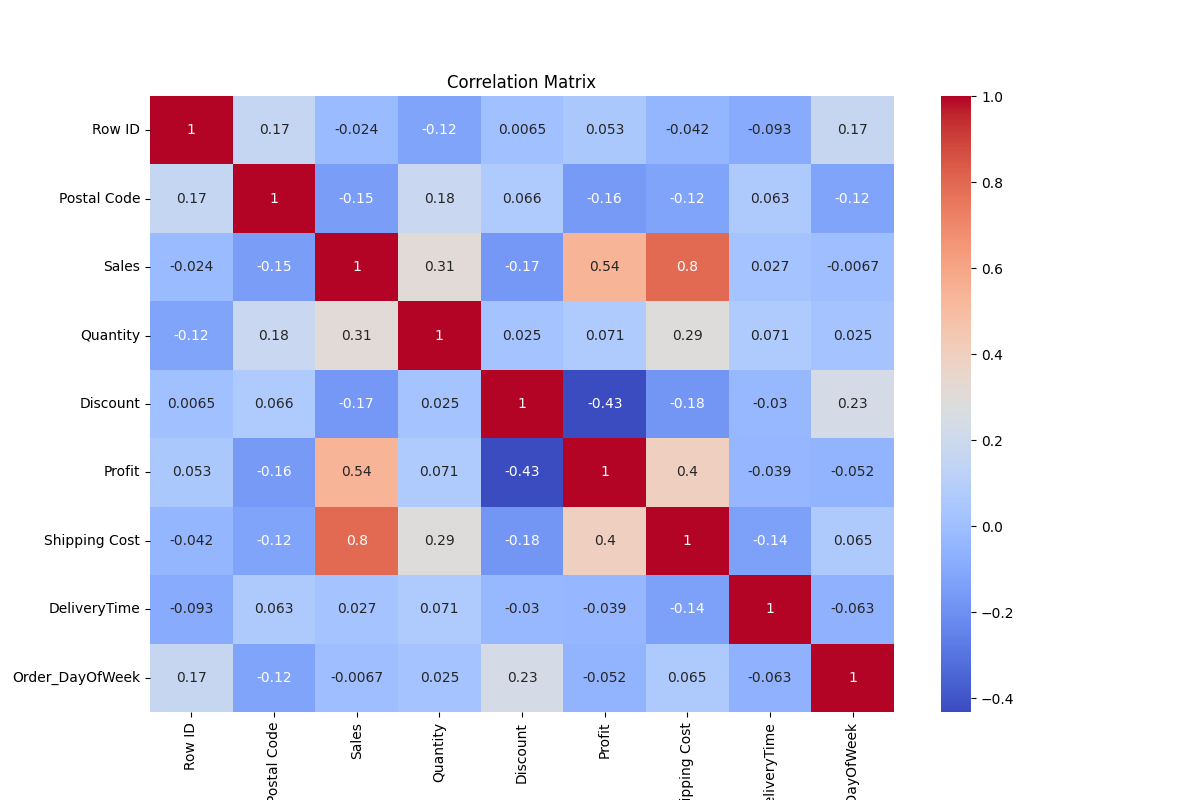 Correlation Matrix
Row ID 1 0.17 -0.024 -0.12 0.0065 0.053 -0.042 -0.093 0.17
Postal Code 0.17 1 -0.15 0.18 0.066 -0.16 -0.12 0.063 -0.12
Sales -0.024 -0.15 1 0.31 -0.17 0.54 0.8 0.027 -0.0067
Quantity -0.12 0.18 0.31 1 0.025 0.071 0.29 0.071 0.025
Discount 0.0065 0.066 -0.17 0.025 1 -0.43 -0.18 -0.03 0.23
Profit 0.053 -0.16 0.54 0.071 -0.43 1 0.4 -0.039 -0.052
Shipping Cost -0.042 -0.12 0.8 0.29 -0.18 0.4 1 -0.14 0.065
DeliveryTime -0.093 0.063 0.027 0.071 -0.03 -0.039 -0.14 1 -0.063
Order_DayOfWeek 0.17 -0.12 -0.0067 0.025 0.23 -0.052 0.065 -0.063 1
Row ID
Postal Code
Sales
Quantity
Discount
Profit
ipping Cost
eliveryTime
DayOfWeek
1.0
0.8
0.6
0.4
0.2
0.0
−0.2
−0.4